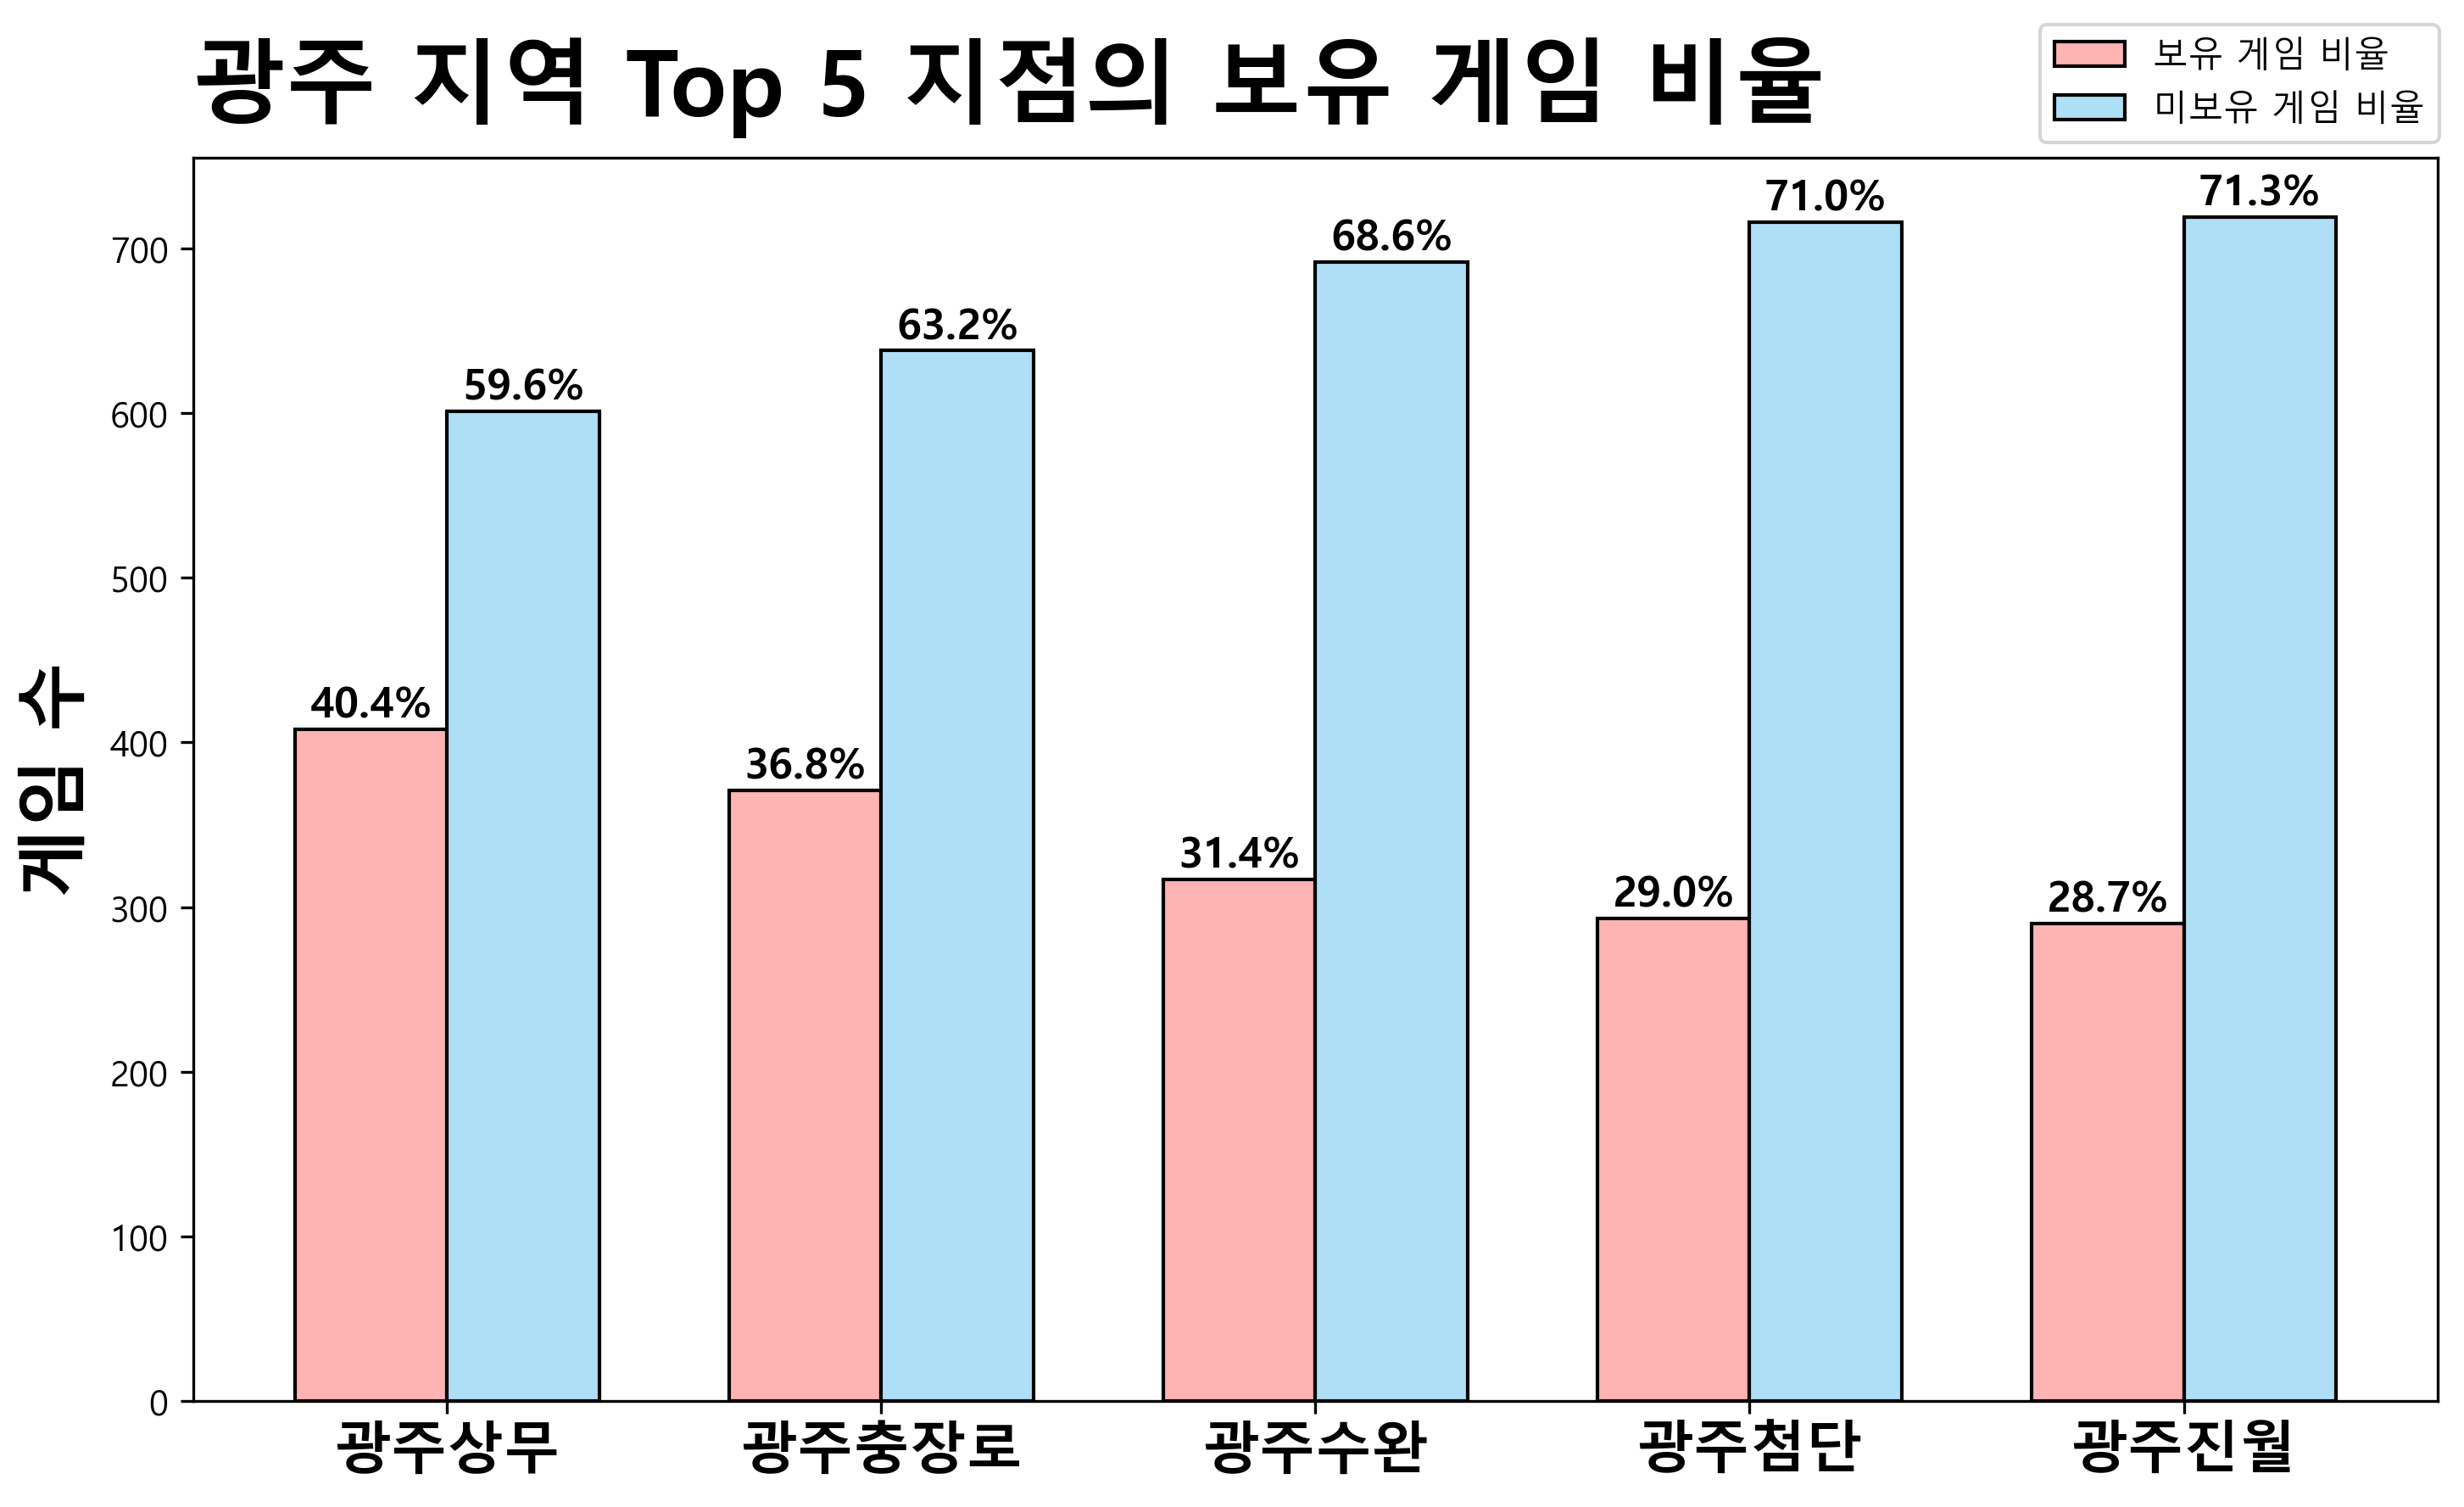 광주 지역 Top 5 지점의 보유 게임 비율
보유 게임 비율
미보유 게임 비율
게임 수
700
600
500
400
300
200
100
0
40.4%
59.6%
36.8%
63.2%
31.4%
68.6%
29.0%
71.0%
28.7%
71.3%
광주상무
광주충장로
광주수완
광주첨단
광주진월